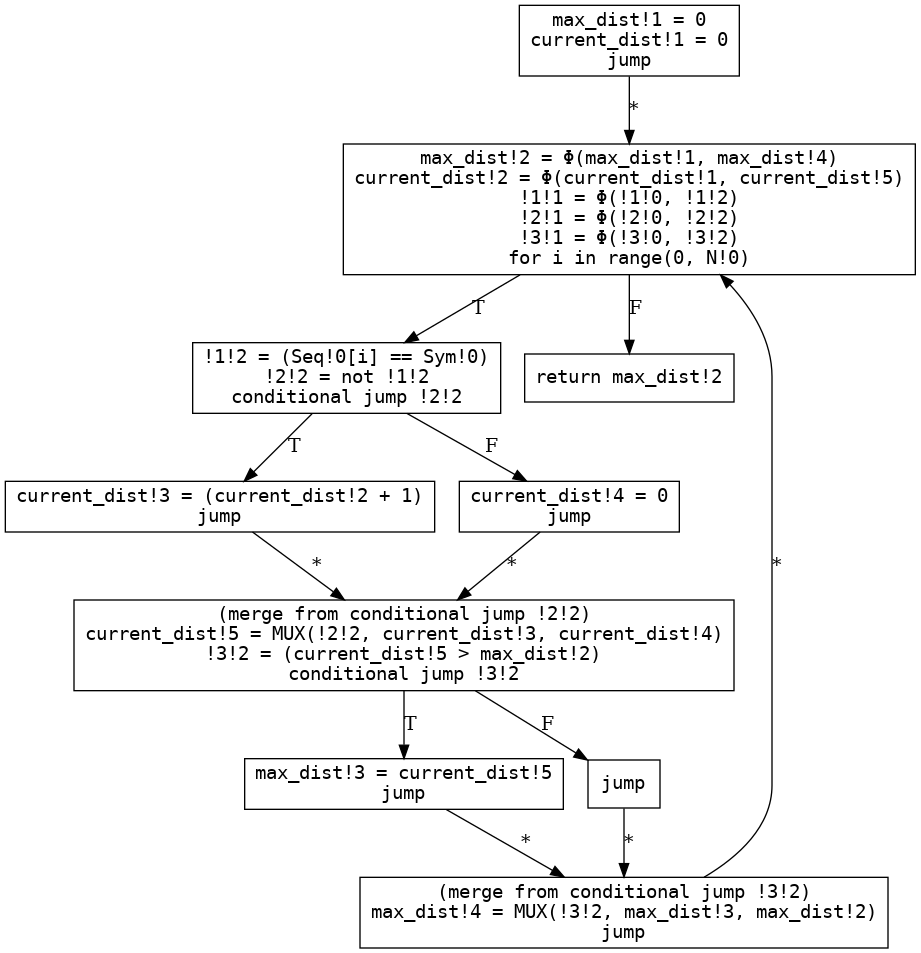 max_dist!1 = 0
current_dist!1 = 0
jump
*
max_dist!2 = Φ(max_dist!1, max_dist!4)
current_dist!2 = Φ(current_dist!1, current_dist!5)
!1!1 = Φ(!1!0, !1!2)
!2!1 = Φ(!2!0, !2!2)
!3!1 = Φ(!3!0, !3!2)
for i in range(0, N!0)
T
F
!1!2 = (Seq!0[i] == Sym!0)
!2!2 = not !1!2
conditional jump !2!2
return max_dist!2
T
F
current_dist!3 = (current_dist!2 + 1)
jump
current_dist!4 = 0
jump
*
*
*
(merge from conditional jump !2!2)
current_dist!5 = MUX(!2!2, current_dist!3, current_dist!4)
!3!2 = (current_dist!5 > max_dist!2)
conditional jump !3!2
T
F
max_dist!3 = current_dist!5
jump
jump
*
*
(merge from conditional jump !3!2)
max_dist!4 = MUX(!3!2, max_dist!3, max_dist!2)
jump